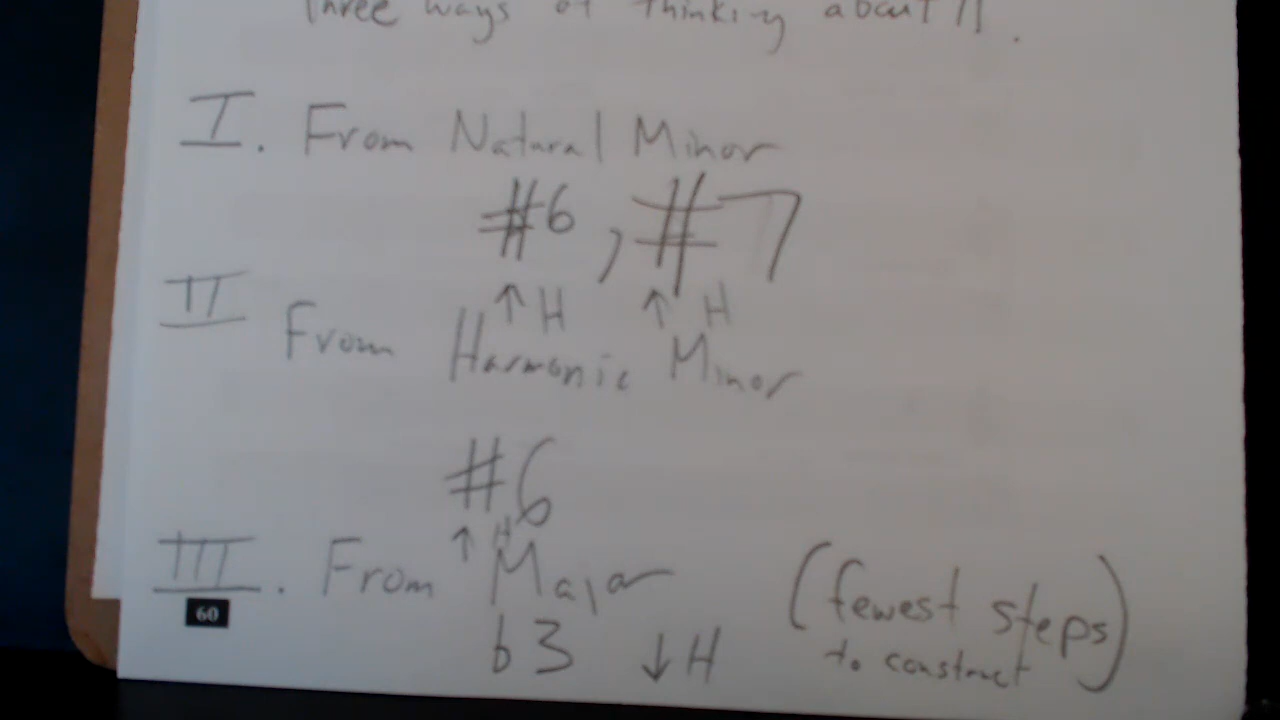 Three ways of thinking about it.
I. From Natural Minor
#6, #7
↑H ↑H
II From Harmonic Minor
#6
↑H
III. From Major (fewest steps)
60
b3 ↓H to construct